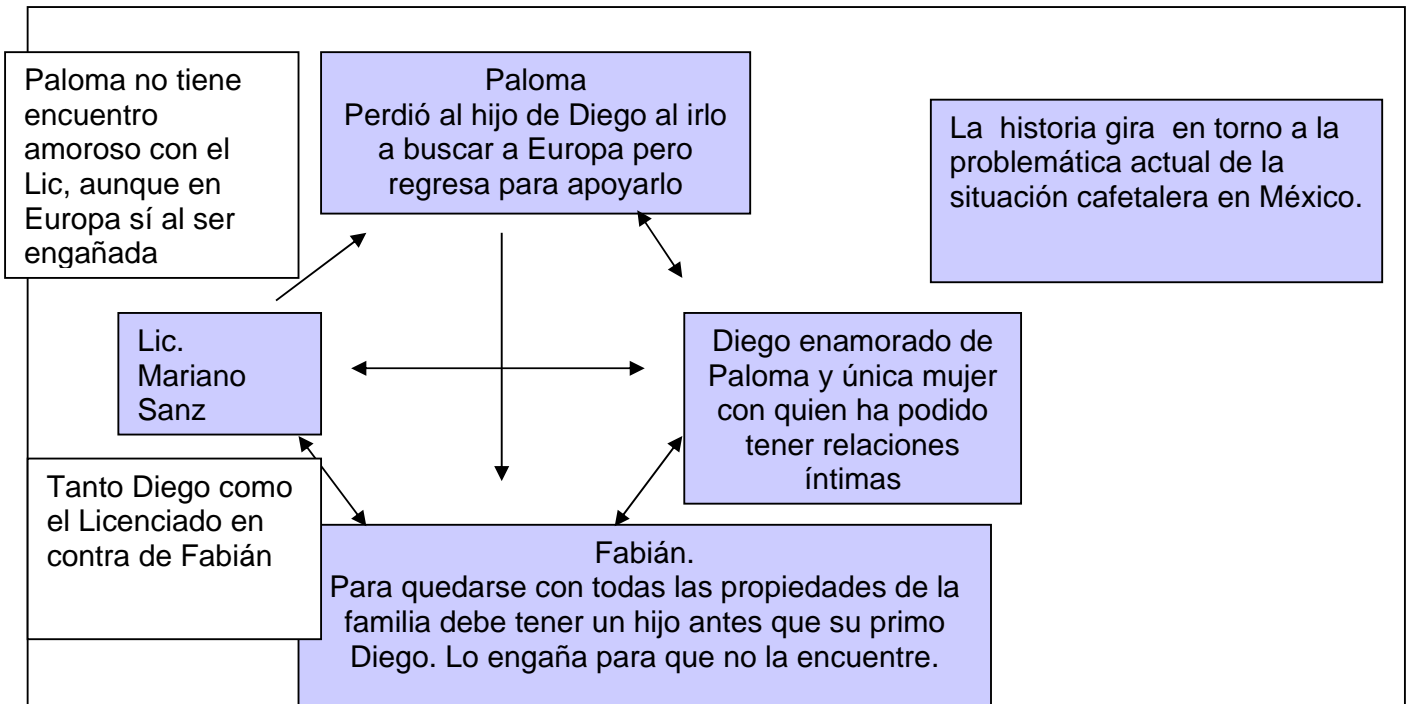 Paloma no tiene
encuentro
amoroso con el
Lic, aunque en
Europa sí al ser
engañada
Paloma
Perdió al hijo de Diego al irlo
a buscar a Europa pero
regresa para apoyarlo
La historia gira en torno a la
problemática actual de la
situación cafetalera en México.
Lic.
Mariano
Sanz
Diego enamorado de
Paloma y única mujer
con quien ha podido
tener relaciones
íntimas
Tanto Diego como
el Licenciado en
contra de Fabián
Fabián.
Para quedarse con todas las propiedades de la
familia debe tener un hijo antes que su primo
Diego. Lo engaña para que no la encuentre.